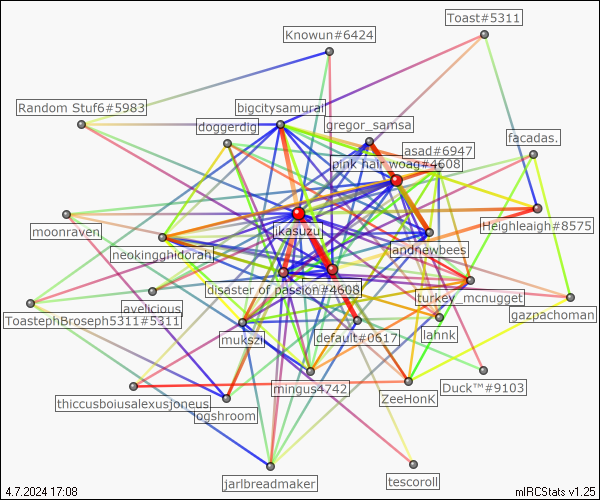 Toast#5311
Knowun#6424
Random Stuf6#5983
bigcitysamurai
doggerdig
gregor_samsa
asad#6947
facadas.
pink hair woag#4608
moonraven
jkasuzu
Heighleaigh#8575
neokingghidorah
andnewbees
disaster of passion#4608
avelicious
turkey_mcnugget
gazpachoman
ToastephBroseph5311#5311
mukszi
default#0617
lahnk
mingus4742
Duck™#9103
thiccusboiusalexusjoneus
ZeeHonK
ogshroom
jarlbreadmaker
tescoroll
4.7.2024 17:08
mIRCStats v1.25